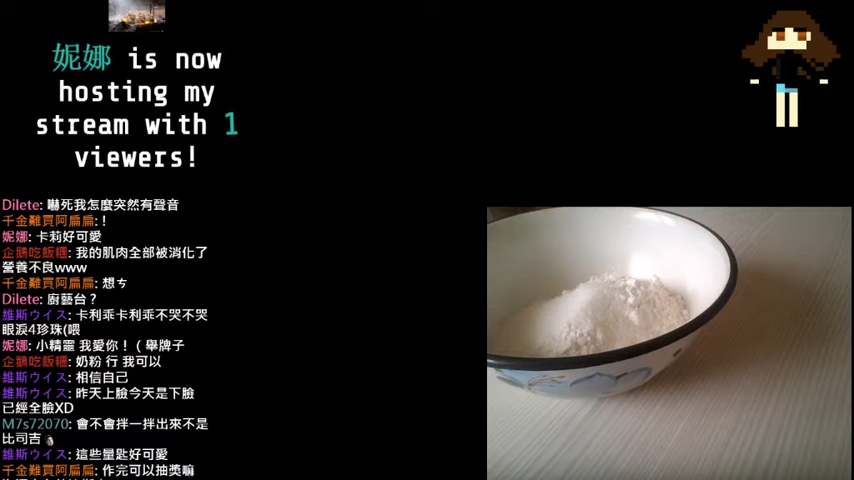 妮娜 is now
hosting my
stream with 1
viewers!
Dilete: 嚇死我怎麼突然有聲音
千金難買阿扁扁: !
妮娜: 卡莉好可愛
企鵝吃飯糰: 我的肌肉全部被消化了
營養不良www
千金難買阿扁扁: 想ㄘ
Dilete: 廚藝台?
維斯ウイス: 卡利乖卡利乖不哭不哭
眼淚4珍珠(喂
妮娜: 小精靈 我愛你! ( 舉牌子
企鵝吃飯糰: 奶粉 行 我可以
維斯ウイス: 相信自己
維斯ウイス: 昨天上臉今天是下臉
已經全臉XD
M7s72070: 會不會拌一拌出來不是
比司吉
維斯ウイス: 這些量匙好可愛
千金難買阿扁扁: 作完可以抽獎嘛